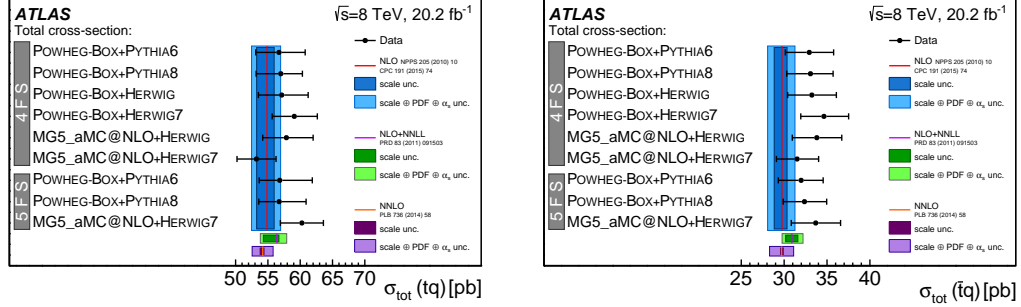 ATLAS
√s=8 TeV, 20.2 fb⁻¹
Total cross-section:
4 FS
POWHEG-BOX+PYTHIA6
POWHEG-BOX+PYTHIA8
POWHEG-BOX+HERWIG
POWHEG-BOX+HERWIG7
MG5_aMC@NLO+HERWIG
MG5_aMC@NLO+HERWIG7
5 FS
POWHEG-BOX+PYTHIA6
POWHEG-BOX+PYTHIA8
MG5_aMC@NLO+HERWIG7
Data
NLO NPPS 205 (2010) 10
CPC 191 (2015) 74
scale unc.
scale ⊕ PDF ⊕ αs unc.
NLO+NNLL
PRD 83 (2011) 091503
scale unc.
scale ⊕ PDF ⊕ αs unc.
NNLO
PLB 736 (2014) 58
scale unc.
scale ⊕ PDF ⊕ αs unc.
50 55 60 65 70
σtot (tq) [pb]
ATLAS
√s=8 TeV, 20.2 fb⁻¹
Total cross-section:
4 FS
POWHEG-BOX+PYTHIA6
POWHEG-BOX+PYTHIA8
POWHEG-BOX+HERWIG
POWHEG-BOX+HERWIG7
MG5_aMC@NLO+HERWIG
MG5_aMC@NLO+HERWIG7
5 FS
POWHEG-BOX+PYTHIA6
POWHEG-BOX+PYTHIA8
MG5_aMC@NLO+HERWIG7
Data
NLO NPPS 205 (2010) 10
CPC 191 (2015) 74
scale unc.
scale ⊕ PDF ⊕ αs unc.
NLO+NNLL
PRD 83 (2011) 091503
scale unc.
scale ⊕ PDF ⊕ αs unc.
NNLO
PLB 736 (2014) 58
scale unc.
scale ⊕ PDF ⊕ αs unc.
25 30 35 40
σtot (t̄q) [pb]